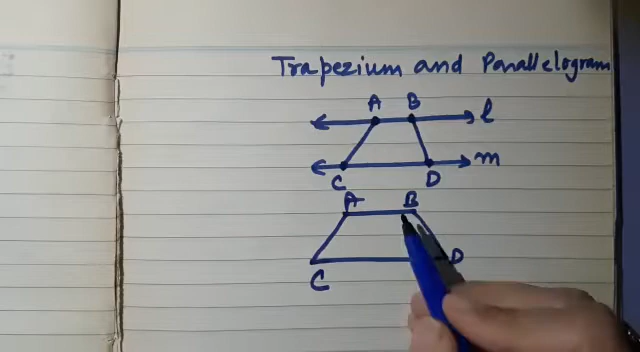 Trapezium and Parallelogram
A B l
C D m
A B
C D